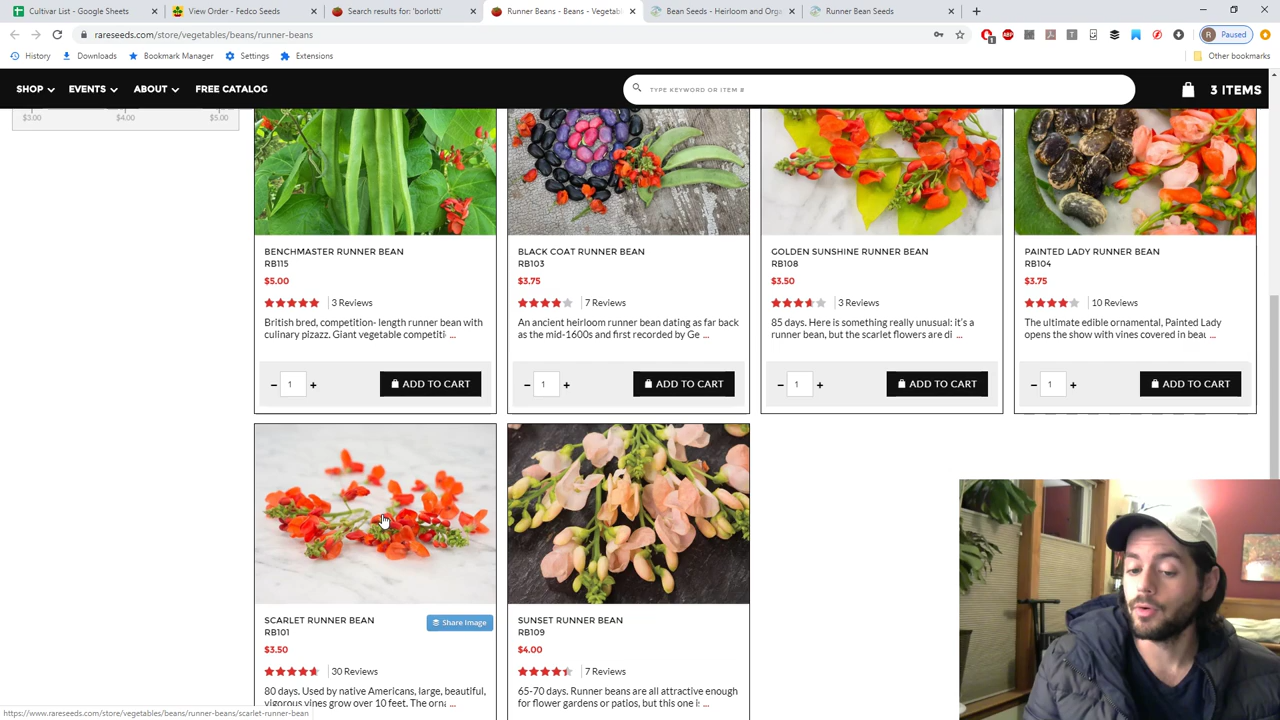 Cultivar List - Google Sheets
View Order - Fedco Seeds
Search results for: 'borlotti'
Runner Beans - Beans - Vegetabl
Bean Seeds - Heirloom and Orga
Runner Bean Seeds
rareseeds.com/store/vegetables/beans/runner-beans
1
ABP
T
R
Paused
History
Downloads
Bookmark Manager
Settings
Extensions
Other bookmarks
SHOP
EVENTS
ABOUT
FREE CATALOG
TYPE KEYWORD OR ITEM #
3 ITEMS
$3.00 $4.00 $5.00
BENCHMASTER RUNNER BEAN
RB115
$5.00
3 Reviews
British bred, competition- length runner bean with
culinary pizazz. Giant vegetable competiti ...
- 1 +
ADD TO CART
BLACK COAT RUNNER BEAN
RB103
$3.75
7 Reviews
An ancient heirloom runner bean dating as far back
as the mid-1600s and first recorded by Ge ...
- 1 +
ADD TO CART
GOLDEN SUNSHINE RUNNER BEAN
RB108
$3.50
3 Reviews
85 days. Here is something really unusual: it's a
runner bean, but the scarlet flowers are di ...
- 1 +
ADD TO CART
PAINTED LADY RUNNER BEAN
RB104
$3.75
10 Reviews
The ultimate edible ornamental, Painted Lady
opens the show with vines covered in beau ...
- 1 +
ADD TO CART
SCARLET RUNNER BEAN
RB101
Share Image
$3.50
30 Reviews
80 days. Used by native Americans, large, beautiful,
vigorous vines grow over 10 feet. The orna ...
SUNSET RUNNER BEAN
RB109
$4.00
7 Reviews
65-70 days. Runner beans are all attractive enough
for flower gardens or patios, but this one i: ...
https://www.rareseeds.com/store/vegetables/beans/runner-beans/scarlet-runner-bean